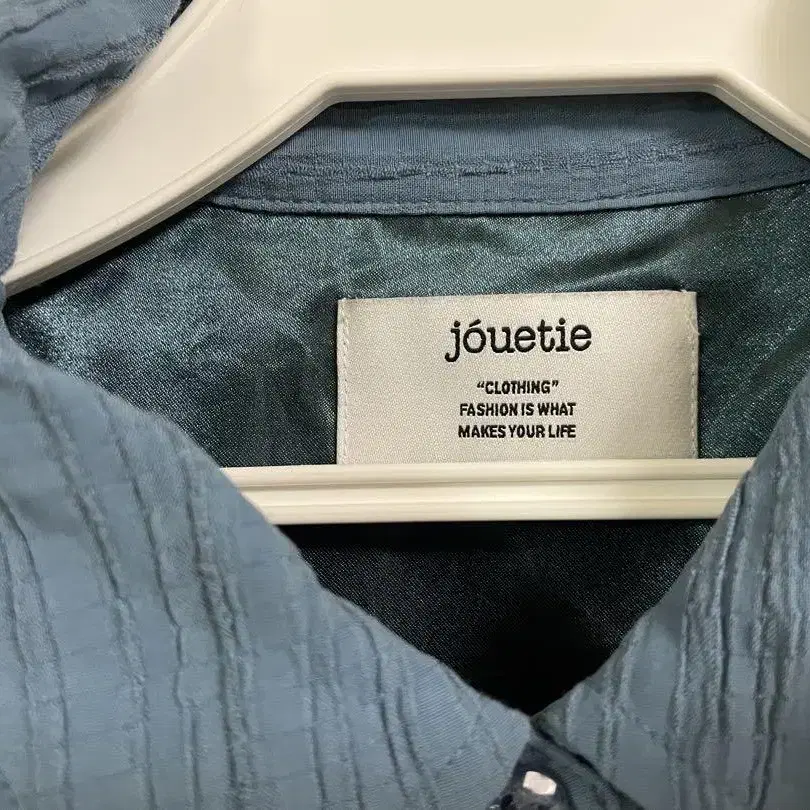 jóuetie
“CLOTHING”
FASHION IS WHAT
MAKES YOUR LIFE